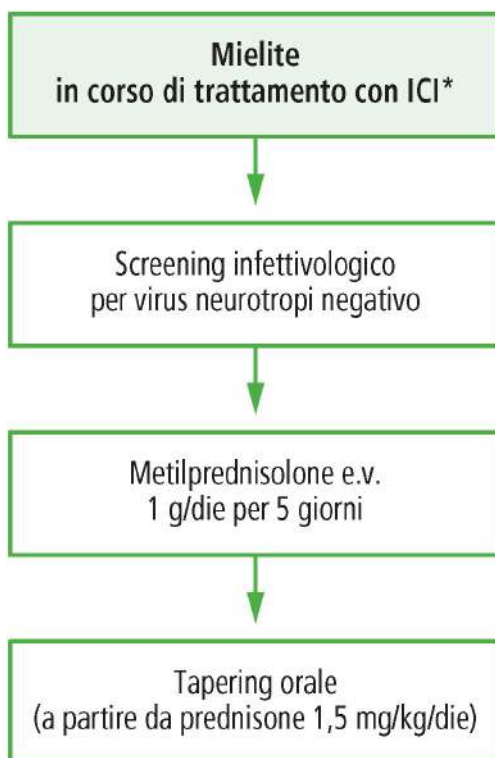 Mielite
in corso di trattamento con ICI*
Screening infettivologico
per virus neurotropi negativo
Metilprednisolone e.v.
1 g/die per 5 giorni
Tapering orale
(a partire da prednisone 1,5 mg/kg/die)